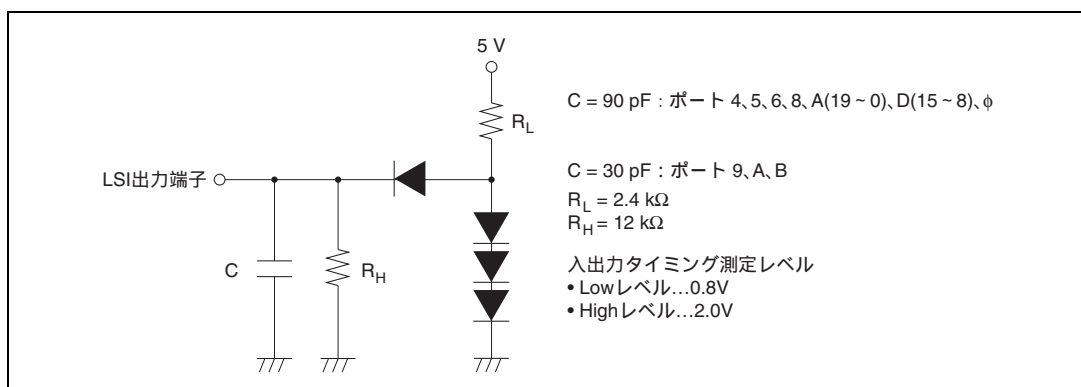 5 V
R_L
LSI出力端子
C
R_H
C = 90 pF : ポート 4、5、6、8、A(19 ~ 0)、D(15 ~ 8)、ϕ
C = 30 pF : ポート 9、A、B
R_L = 2.4 kΩ
R_H = 12 kΩ
入出力タイミング測定レベル
• Lowレベル...0.8V
• Highレベル...2.0V